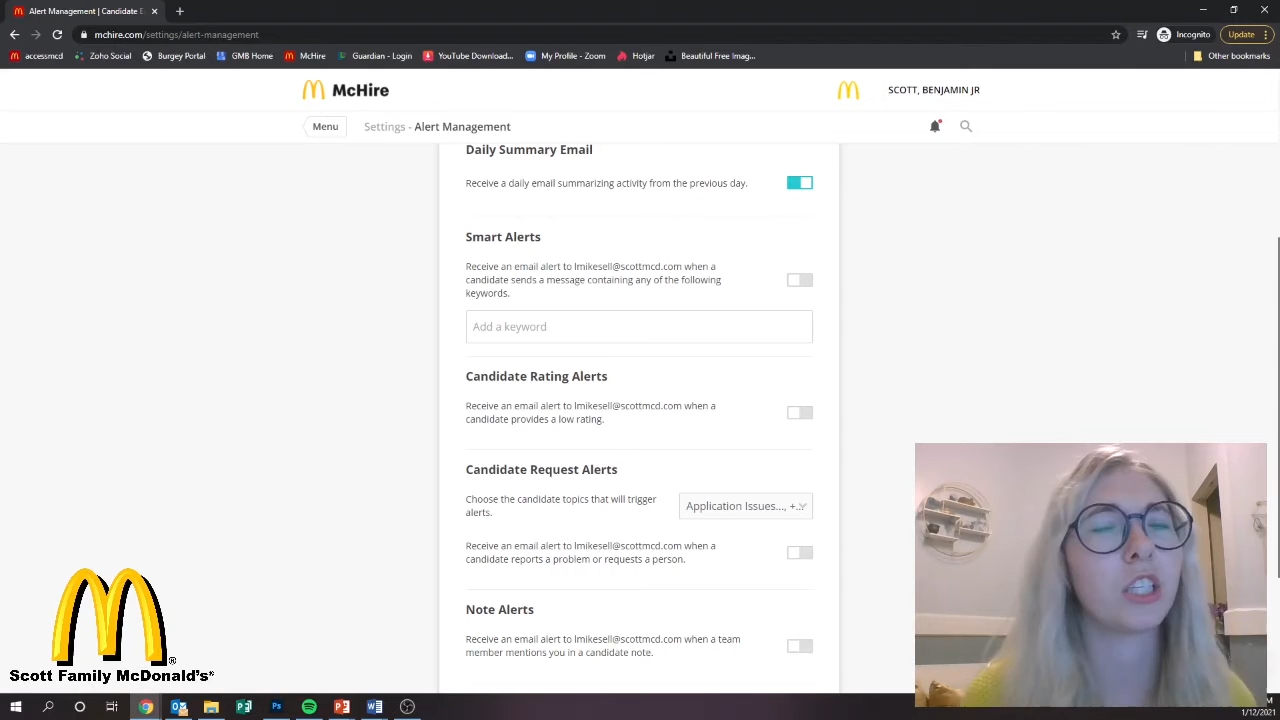 Alert Management | Candidate E
mchire.com/settings/alert-management
Incognito
Update
accessmcd
Zoho Social
Burgey Portal
GMB Home
McHire
Guardian - Login
YouTube Download...
My Profile - Zoom
Hotjar
Beautiful Free Imag...
Other bookmarks
McHire
SCOTT, BENJAMIN JR
Menu
Settings - Alert Management
Daily Summary Email
Receive a daily email summarizing activity from the previous day.
Smart Alerts
Receive an email alert to lmikesell@scottmcd.com when a
candidate sends a message containing any of the following
keywords.
Add a keyword
Candidate Rating Alerts
Receive an email alert to lmikesell@scottmcd.com when a
candidate provides a low rating.
Candidate Request Alerts
Choose the candidate topics that will trigger
alerts.
Application Issues..., +...
Receive an email alert to lmikesell@scottmcd.com when a
candidate reports a problem or requests a person.
Note Alerts
Receive an email alert to lmikesell@scottmcd.com when a team
member mentions you in a candidate note.
®
Scott Family McDonald's
1/12/2021